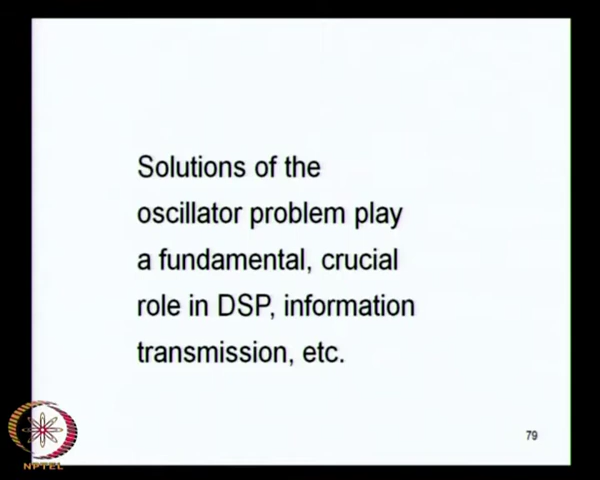 Solutions of the
oscillator problem play
a fundamental, crucial
role in DSP, information
transmission, etc.
79
NPTEL